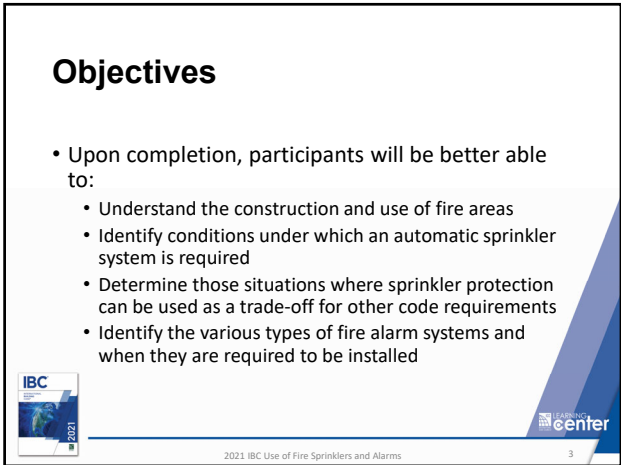 Objectives
• Upon completion, participants will be better able
to:
• Understand the construction and use of fire areas
• Identify conditions under which an automatic sprinkler
system is required
• Determine those situations where sprinkler protection
can be used as a trade-off for other code requirements
• Identify the various types of fire alarm systems and
when they are required to be installed
IBC
2021
LEARNING
center
2021 IBC Use of Fire Sprinklers and Alarms
3